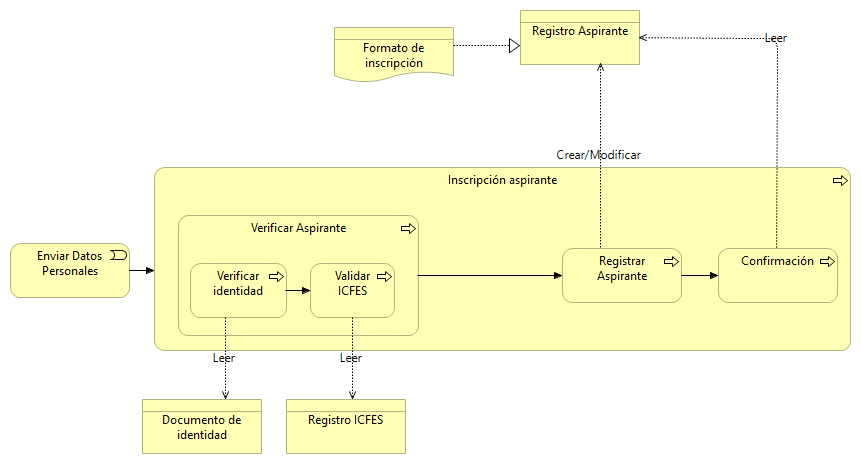 Registro Aspirante
Leer
Formato de
inscripción
Crear/Modificar
Inscripción aspirante
Verificar Aspirante
Enviar Datos
Personales
Verificar
identidad
Validar
ICFES
Registrar
Aspirante
Confirmación
Leer
Leer
Documento de
identidad
Registro ICFES